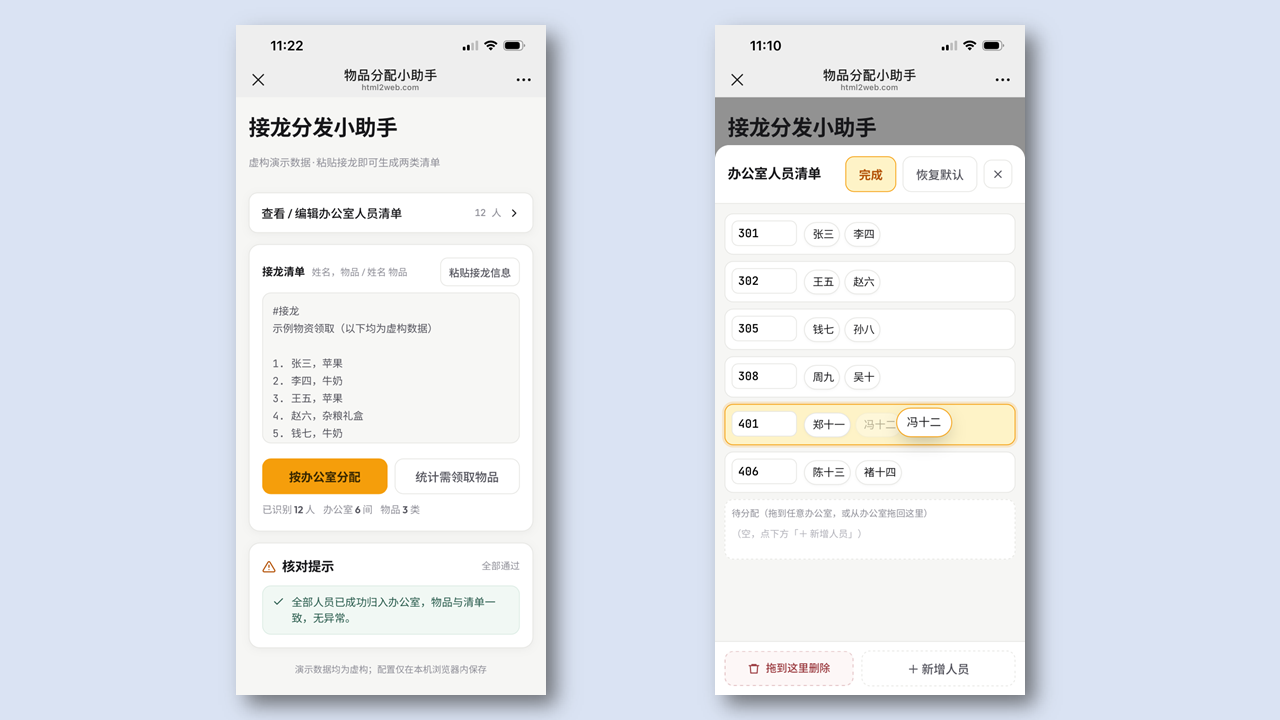 11:22
物品分配小助手
html2web.com
接龙分发小助手
虚构演示数据·粘贴接龙即可生成两类清单
查看 / 编辑办公室人员清单 12 人
接龙清单 姓名，物品 / 姓名 物品 粘贴接龙信息
#接龙
示例物资领取（以下均为虚构数据）
1. 张三，苹果
2. 李四，牛奶
3. 王五，苹果
4. 赵六，杂粮礼盒
5. 钱七，牛奶
按办公室分配 统计需领取物品
已识别 12 人 办公室 6 间 物品 3 类
核对提示 全部通过
全部人员已成功归入办公室，物品与清单一
致，无异常。
演示数据均为虚构；配置仅在本机浏览器内保存
11:10
物品分配小助手
html2web.com
接龙分发小助手
办公室人员清单 完成 恢复默认
301 张三 李四
302 王五 赵六
305 钱七 孙八
308 周九 吴十
401 郑十一 冯十二 冯十二
406 陈十三 褚十四
待分配（拖到任意办公室，或从办公室拖回这里）
（空，点下方「＋ 新增人员」）
拖到这里删除 ＋ 新增人员